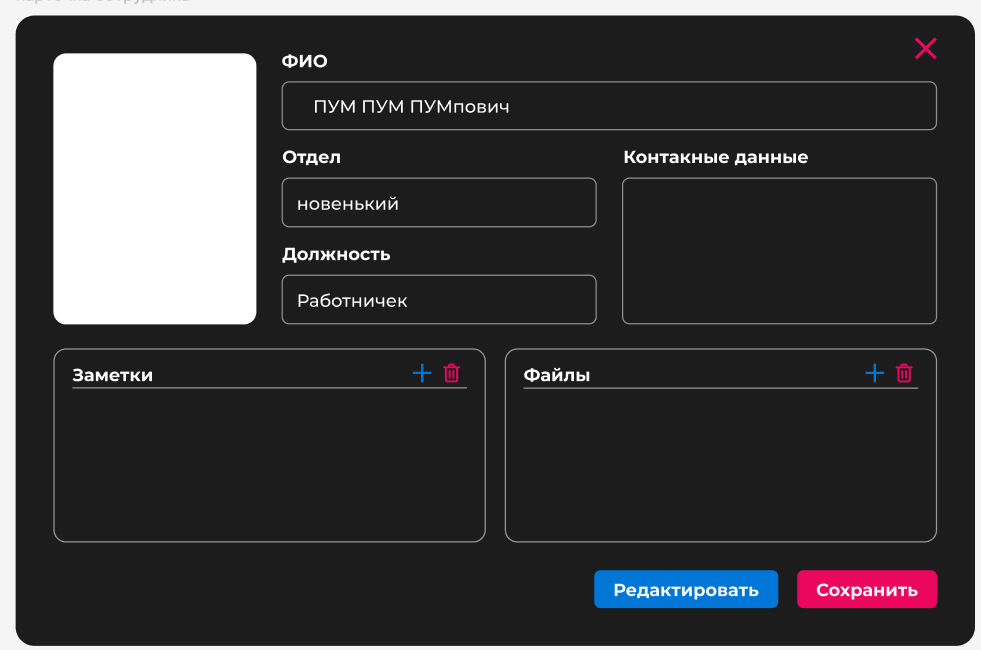 ФИО
ПУМ ПУМ ПУМпович
Отдел
Контакные данные
новенький
Должность
Работничек
Заметки
Файлы
Редактировать
Сохранить